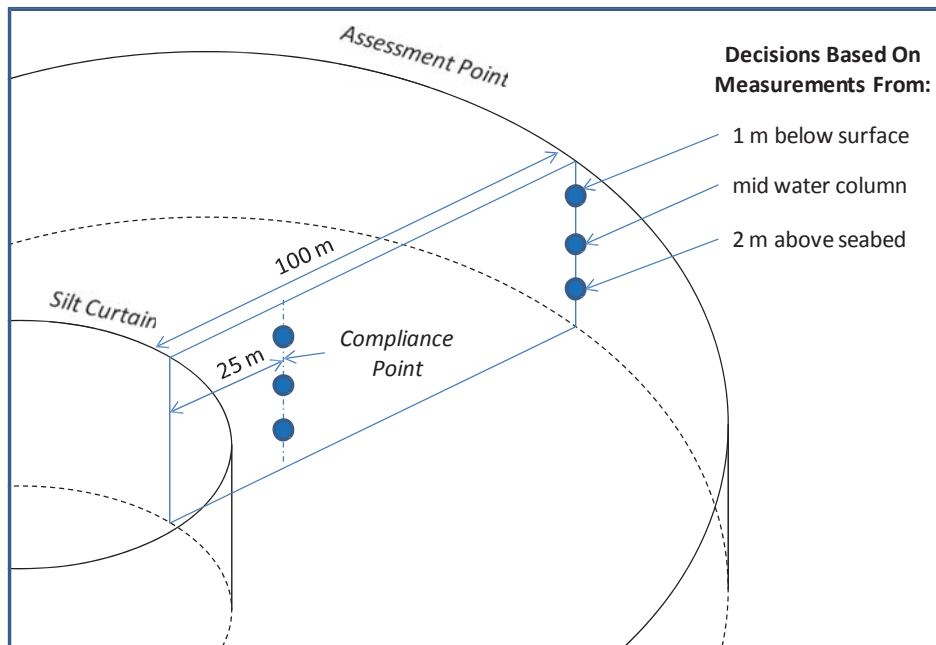 Assessment Point
Decisions Based On
Measurements From:
1 m below surface
mid water column
2 m above seabed
100 m
Silt Curtain
25 m
Compliance
Point